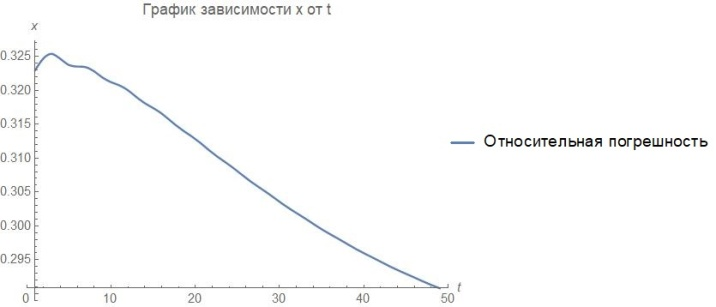 График зависимости x от t
x
0.325
0.320
0.315
0.310
0.305
0.300
0.295
0 10 20 30 40 50 t
Относительная погрешность